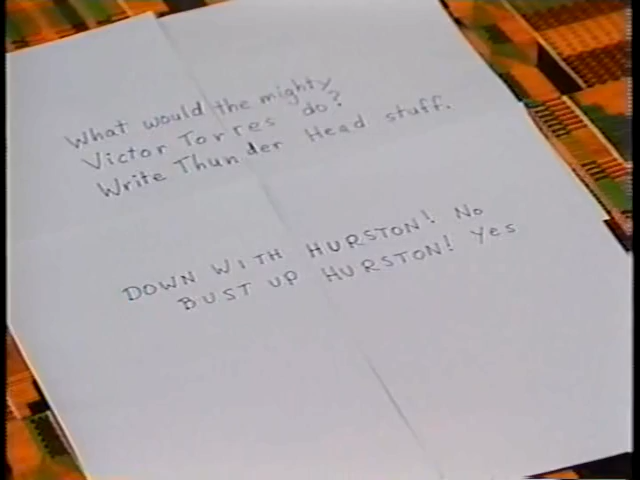 What would the mighty
Victor Torres do?
Write Thunder Head stuff.
DOWN WITH HURSTON! No
BUST UP HURSTON! Yes